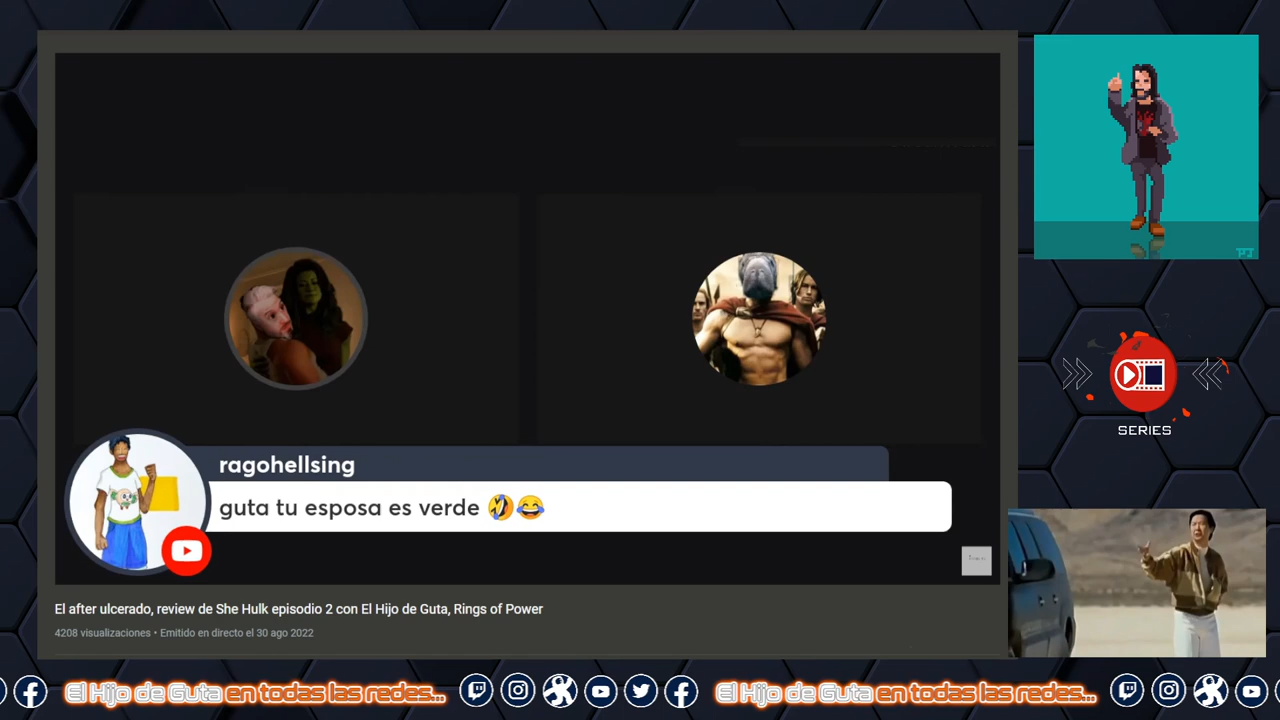 ragohellsing
guta tu esposa es verde 🤣😂
El after ulcerado, review de She Hulk episodio 2 con El Hijo de Guta, Rings of Power
4208 visualizaciones • Emitido en directo el 30 ago 2022
SERIES
El Hijo de Guta en todas las redes...
El Hijo de Guta en todas las redes...